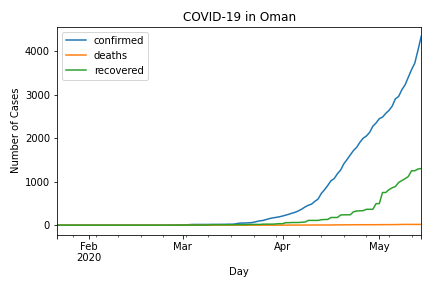 COVID-19 in Oman
confirmed
deaths
recovered
Number of Cases
4000
3000
2000
1000
0
Feb
2020
Mar
Apr
May
Day